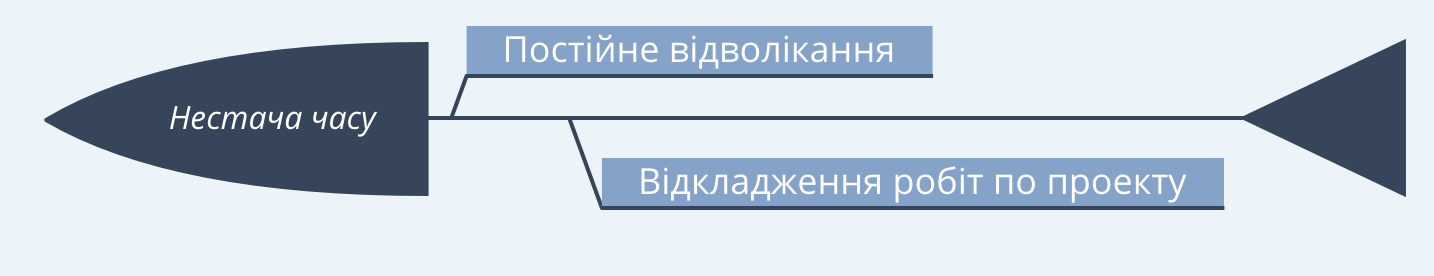 Постійне відволікання
Нестача часу
Відкладження робіт по проекту